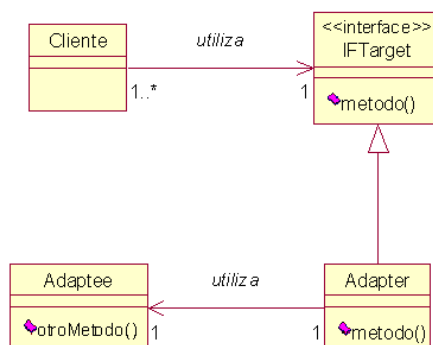 Cliente
utiliza
<<interface>>
IFTarget
1..*
1
metodo()
Adaptee
utiliza
Adapter
otroMetodo()
1
1
metodo()